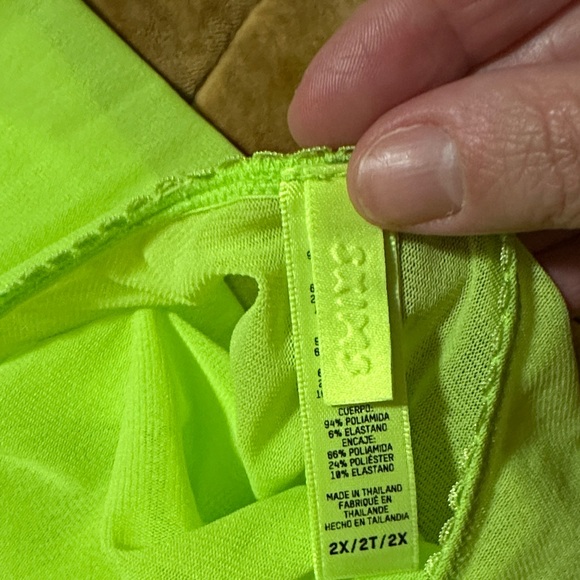 SKIMS
CUERPO:
94% POLIAMIDA
6% ELASTANO
ENCAJE:
66% POLIAMIDA
24% POLIÉSTER
10% ELASTANO
MADE IN THAILAND
FABRIQUÉ EN
THAÏLANDE
HECHO EN TAILANDIA
2X/2T/2X